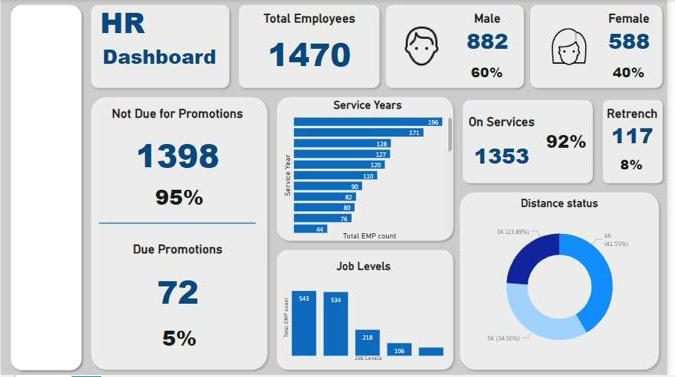 HR
Dashboard
Total Employees
1470
Male
882
60%
Female
588
40%
Not Due for Promotions
1398
95%
Due Promotions
72
5%
Service Years
Service Year
196
171
128
127
120
110
90
82
80
76
44
Total EMP count
On Services
1353
92%
Retrench
117
8%
Job Levels
Total EMP count
543
534
218
106
Job Levels
Distance status
3K (23.89%)
6K
(41.55%)
5K (34.56%)